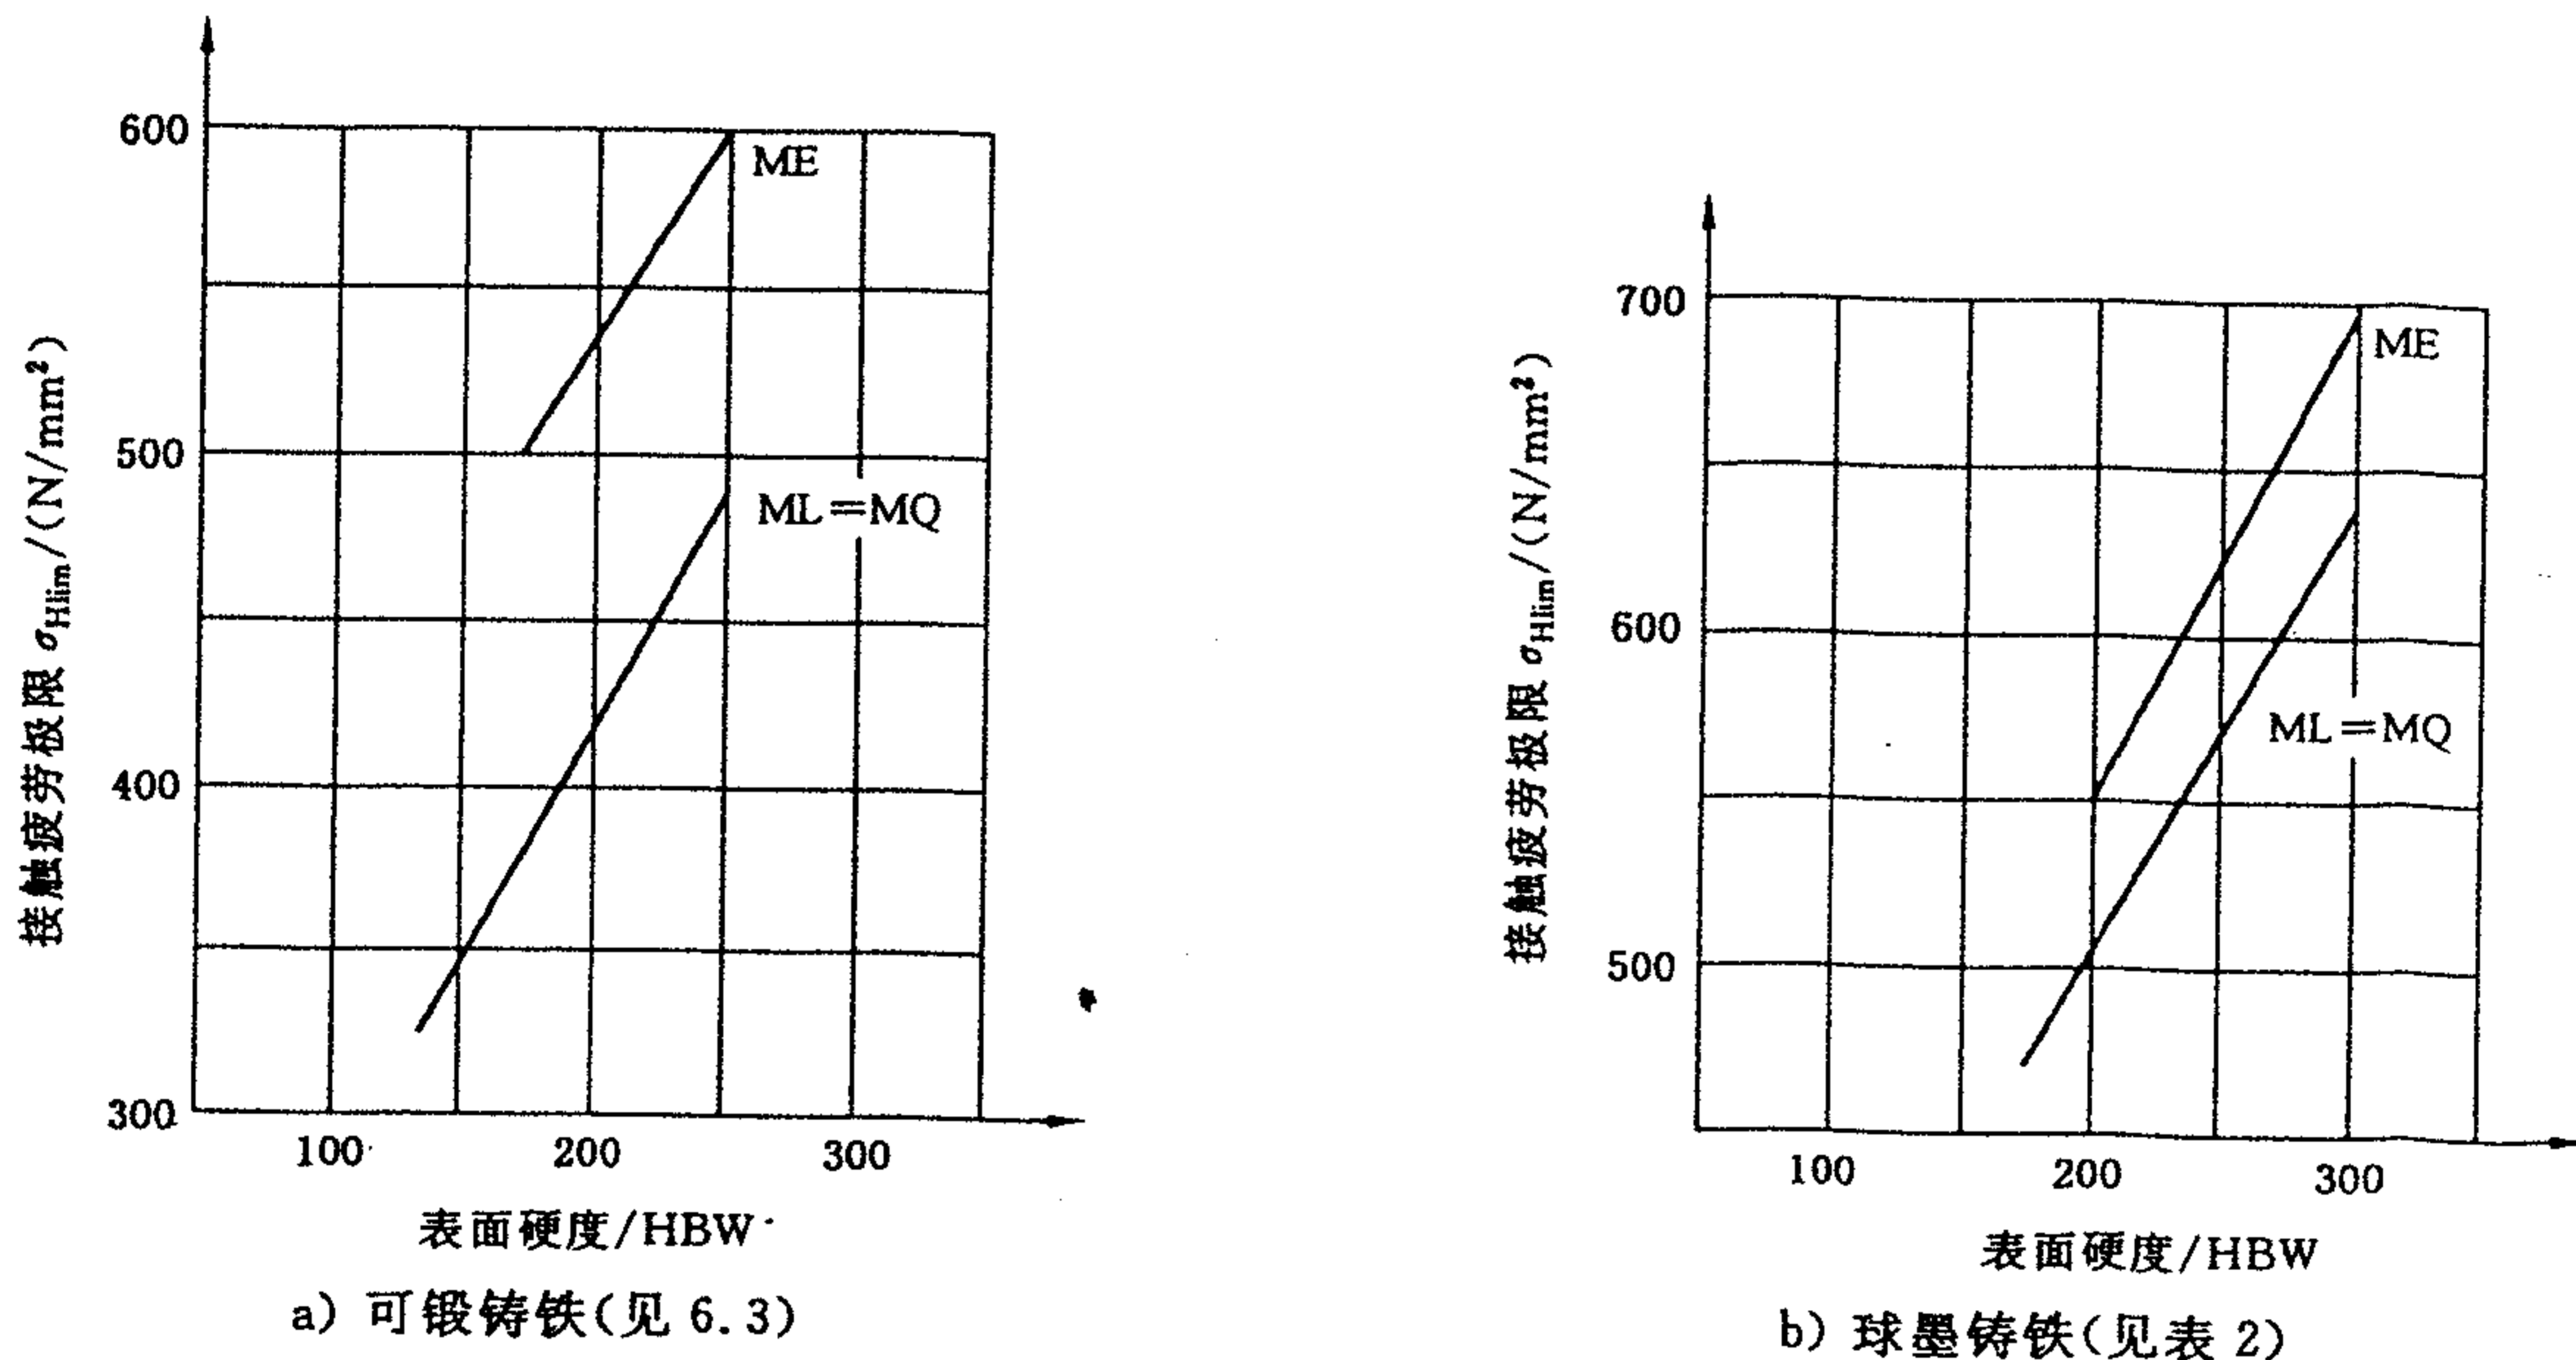 600
500
400
300
100
200
300
ME
ML=MQ
接触疲劳极限 σHlim/(N/mm²)
表面硬度/HBW
a) 可锻铸铁(见 6.3)
700
600
500
100
200
300
ME
ML=MQ
接触疲劳极限 σHlim/(N/mm²)
表面硬度/HBW
b) 球墨铸铁(见表 2)